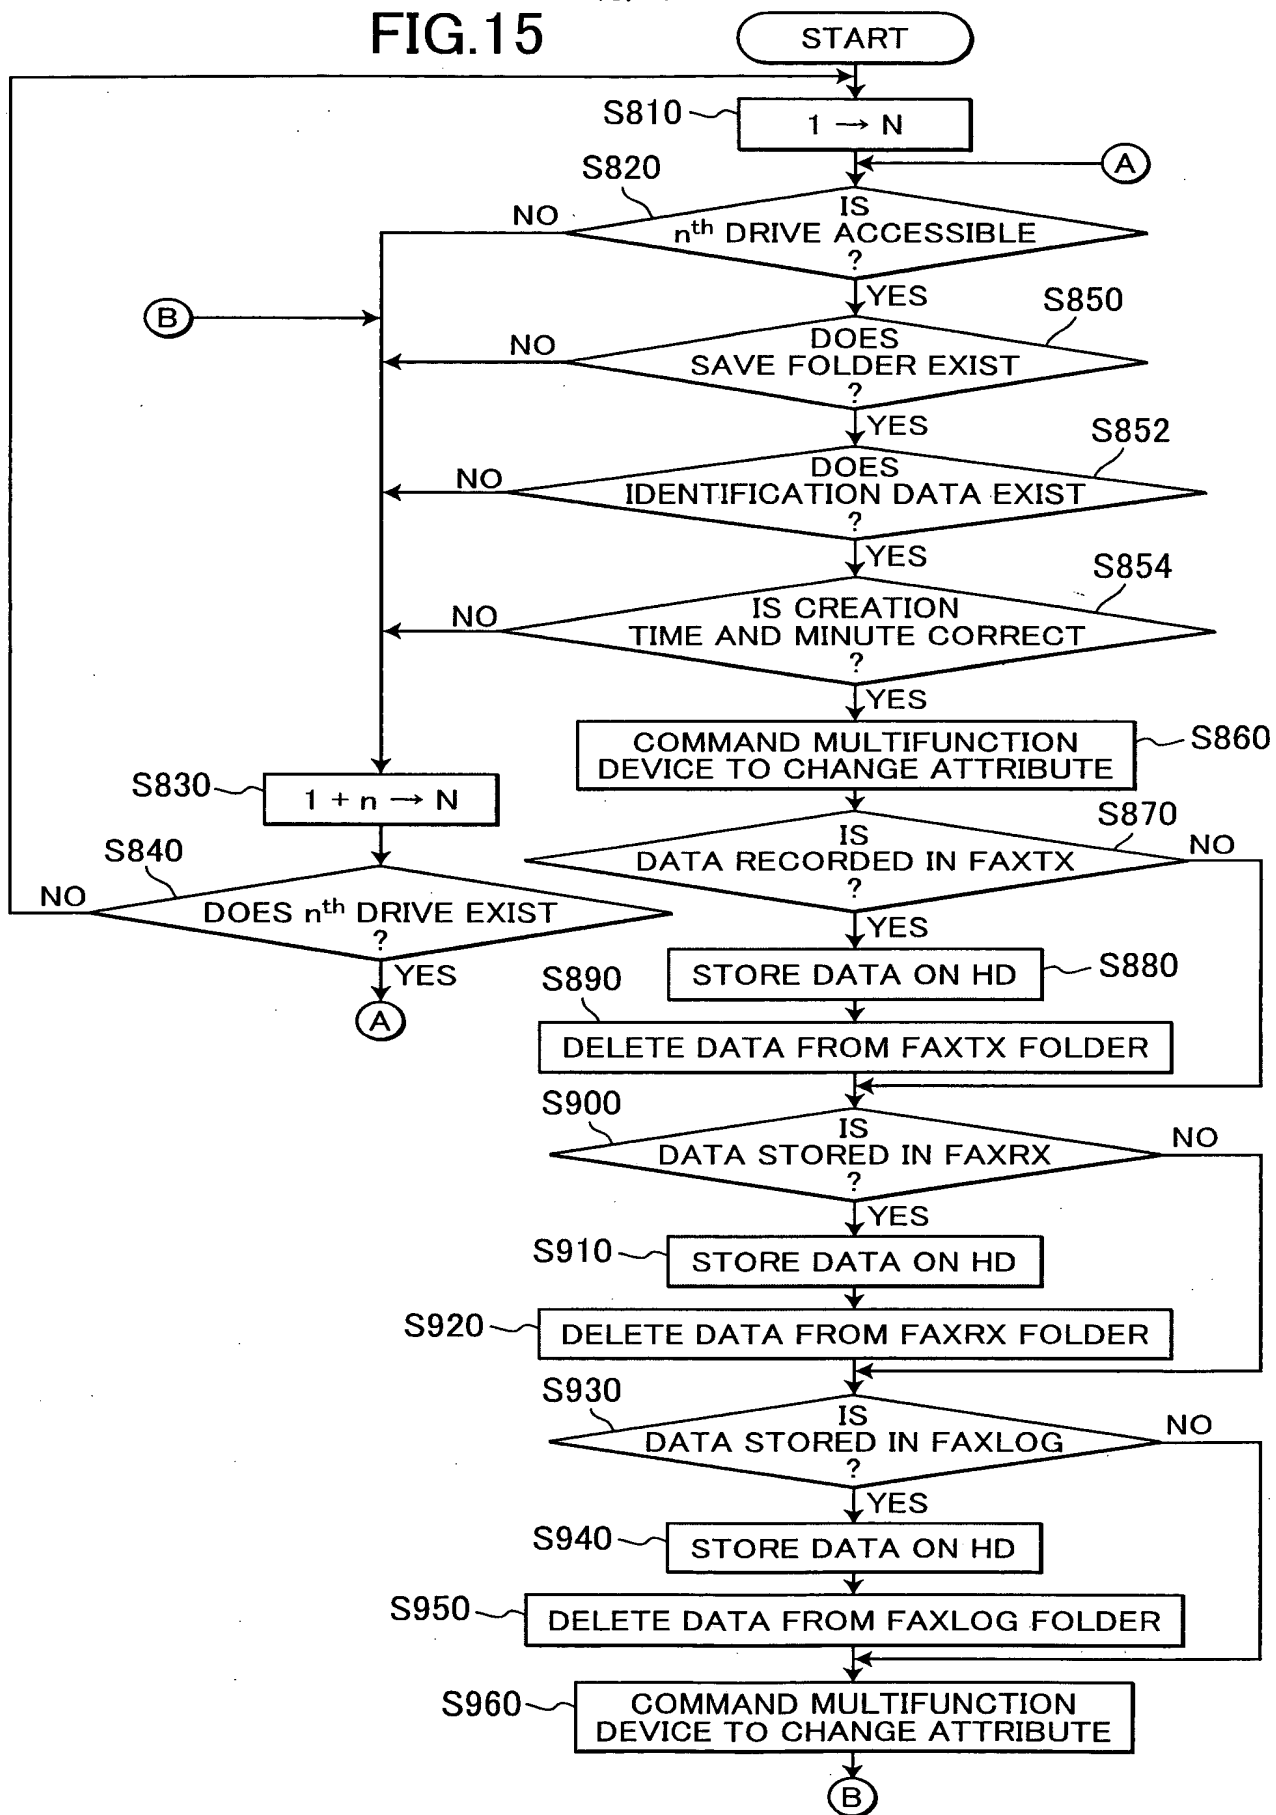 FIG.15
START
S810
1 → N
A
S820
IS
nth DRIVE ACCESSIBLE
?
NO
YES
B
S850
DOES
SAVE FOLDER EXIST
?
NO
YES
S852
DOES
IDENTIFICATION DATA EXIST
?
NO
YES
S854
IS CREATION
TIME AND MINUTE CORRECT
?
NO
YES
S860
COMMAND MULTIFUNCTION
DEVICE TO CHANGE ATTRIBUTE
S830
1 + n → N
S840
DOES nth DRIVE EXIST
?
NO
YES
A
S870
IS
DATA RECORDED IN FAXTX
?
NO
YES
S880
STORE DATA ON HD
S890
DELETE DATA FROM FAXTX FOLDER
S900
IS
DATA STORED IN FAXRX
?
NO
YES
S910
STORE DATA ON HD
S920
DELETE DATA FROM FAXRX FOLDER
S930
IS
DATA STORED IN FAXLOG
?
NO
YES
S940
STORE DATA ON HD
S950
DELETE DATA FROM FAXLOG FOLDER
S960
COMMAND MULTIFUNCTION
DEVICE TO CHANGE ATTRIBUTE
B